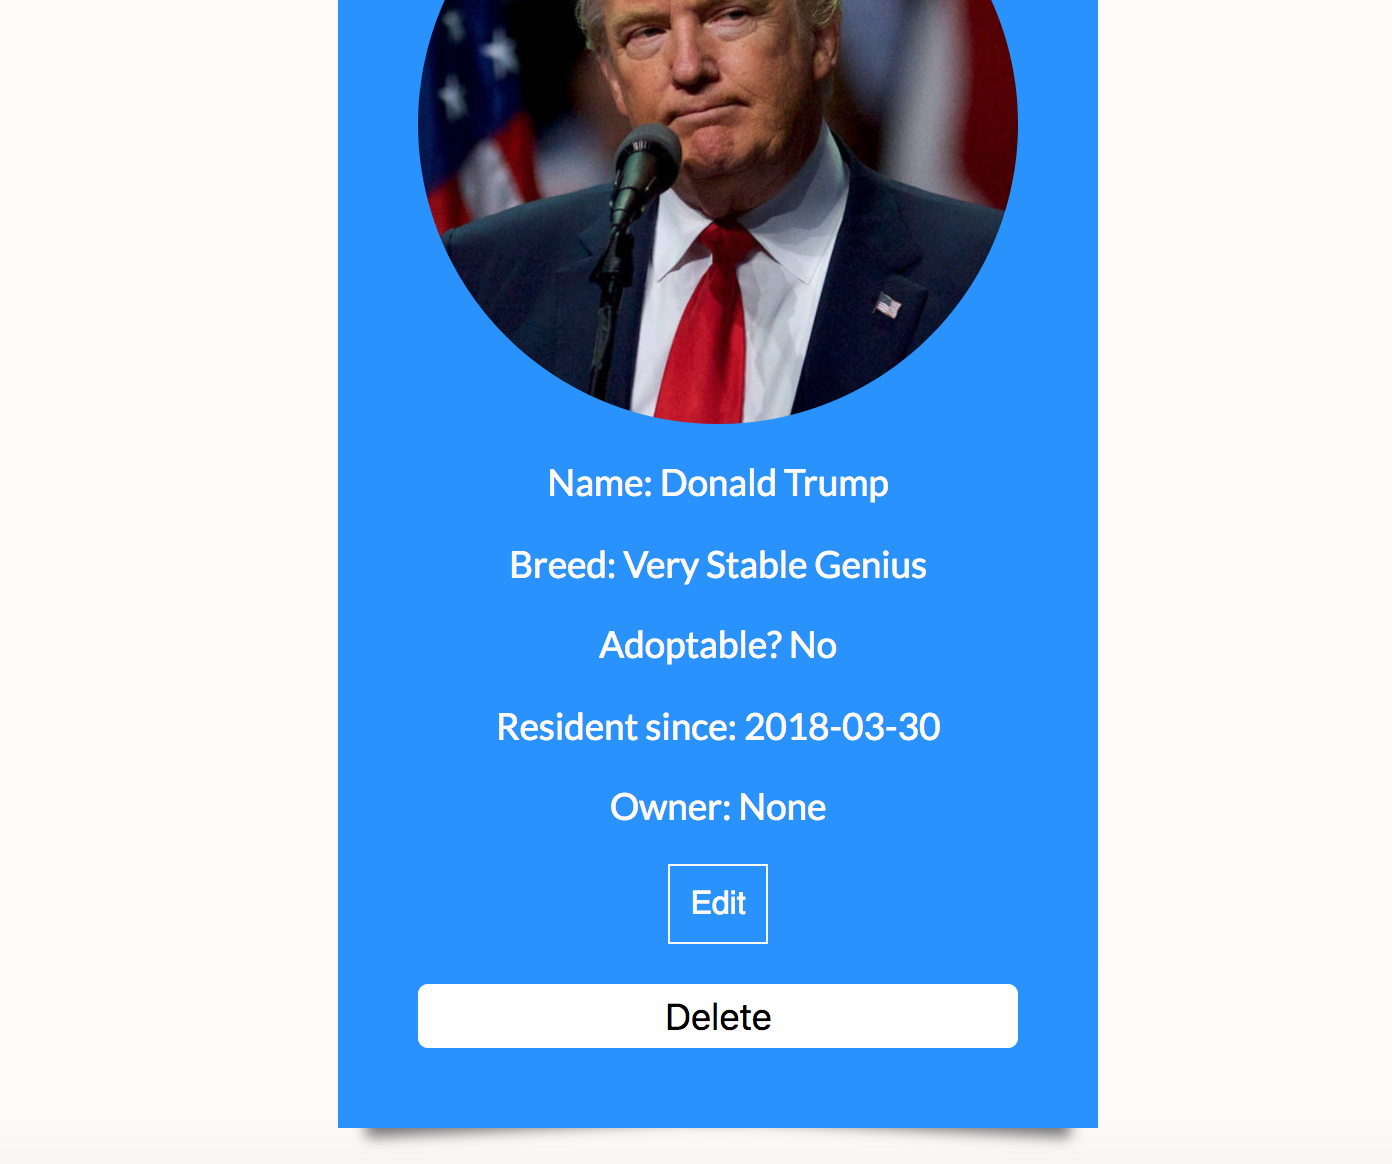 Name: Donald Trump
Breed: Very Stable Genius
Adoptable? No
Resident since: 2018-03-30
Owner: None
Edit
Delete